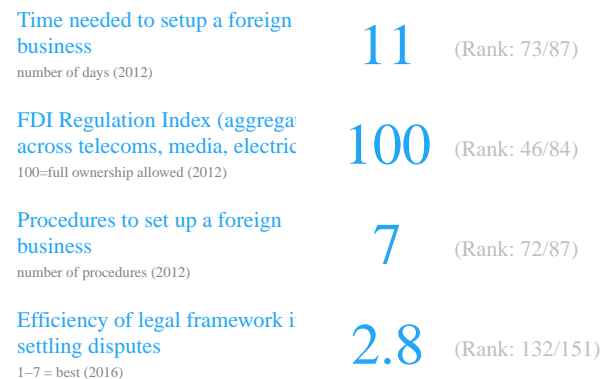 Time needed to setup a foreign
business
number of days (2012)
11
(Rank: 73/87)
FDI Regulation Index
across telecoms, media,
100=full ownership allowed (2012)
100
(Rank: 46/84)
Procedures to set up a foreign
business
number of procedures (2012)
7
(Rank: 72/87)
Efficiency of legal framework
settling disputes
1–7 = best (2016)
2.8
(Rank: 132/151)